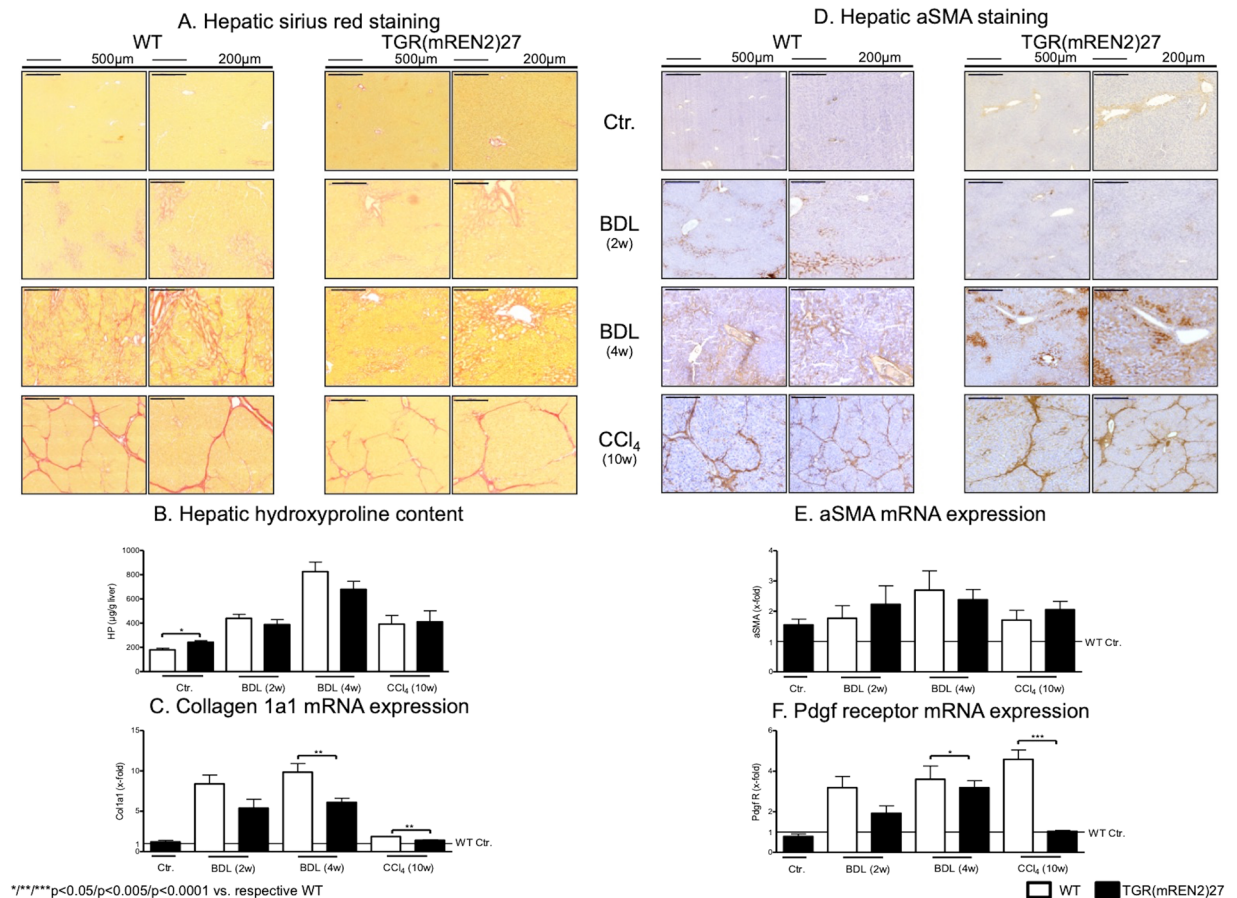 A. Hepatic sirius red staining
WT
TGR(mREN2)27
500µm
200µm
500µm
200µm
D. Hepatic aSMA staining
WT
TGR(mREN2)27
500µm
200µm
500µm
200µm
Ctr.
BDL
(2w)
BDL
(4w)
CCl₄
(10w)
B. Hepatic hydroxyproline content
HP (µg/g liver)
1000
800
600
400
200
0
*
Ctr.
BDL (2w)
BDL (4w)
CCl₄ (10w)
C. Collagen 1a1 mRNA expression
Col1a1 (x-fold)
15
10
5
1
0
**
**
WT Ctr.
Ctr.
BDL (2w)
BDL (4w)
CCl₄ (10w)
E. aSMA mRNA expression
aSMA (x-fold)
4
3
2
1
0
WT Ctr.
Ctr.
BDL (2w)
BDL (4w)
CCl₄ (10w)
F. Pdgf receptor mRNA expression
Pdgf R (x-fold)
6
4
2
1
0
*
***
WT Ctr.
Ctr.
BDL (2w)
BDL (4w)
CCl₄ (10w)
*/**/***p<0.05/p<0.005/p<0.0001 vs. respective WT
WT
TGR(mREN2)27